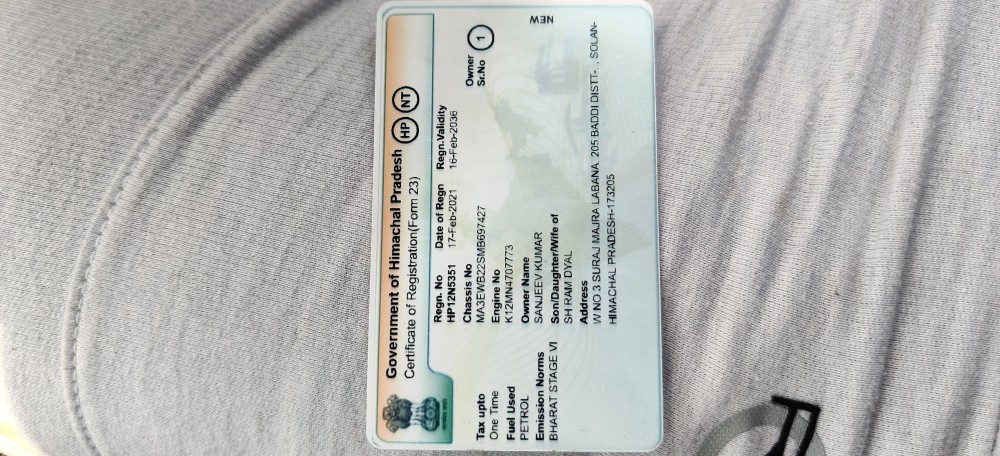 Government of Himachal Pradesh
Certificate of Registration(Form 23)
HP NT
Regn. No Date of Regn Regn.Validity Owner
HP12N5351 17-Feb-2021 16-Feb-2036 Sr.No 1
Chassis No
MA3EWB22SMB697427
Engine No
K12MN4707773
Owner Name
SANJEEV KUMAR
Son/Daughter/Wife of
SH RAM DYAL
Address
W NO 3 SURAJ MAJRA LABANA, 205 BADDI DISTT-. , SOLAN-
HIMACHAL PRADESH-173205
Tax upto
One Time
Fuel Used
PETROL
Emission Norms
BHARAT STAGE VI
NEW